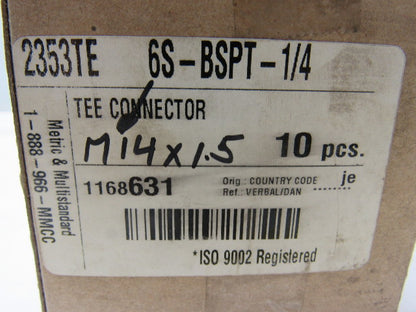 2353TE 6S-BSPT-1/4
TEE CONNECTOR
M14x1.5 10 pcs.
1168631 Orig.: COUNTRY CODE je
Ref.: VERBAL/DAN
*ISO 9002 Registered
Metric & Multistandard
1-888-966-MMCC